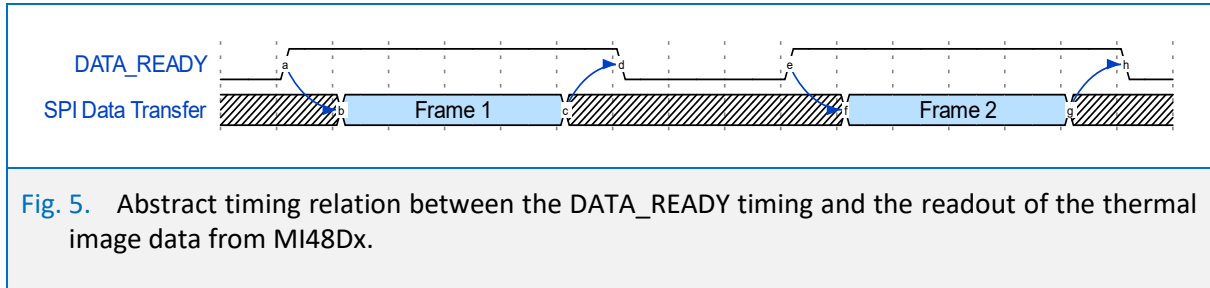 DATA_READY a d e h
SPI Data Transfer b Frame 1 c f Frame 2 g
Fig. 5. Abstract timing relation between the DATA_READY timing and the readout of the thermal
image data from MI48Dx.